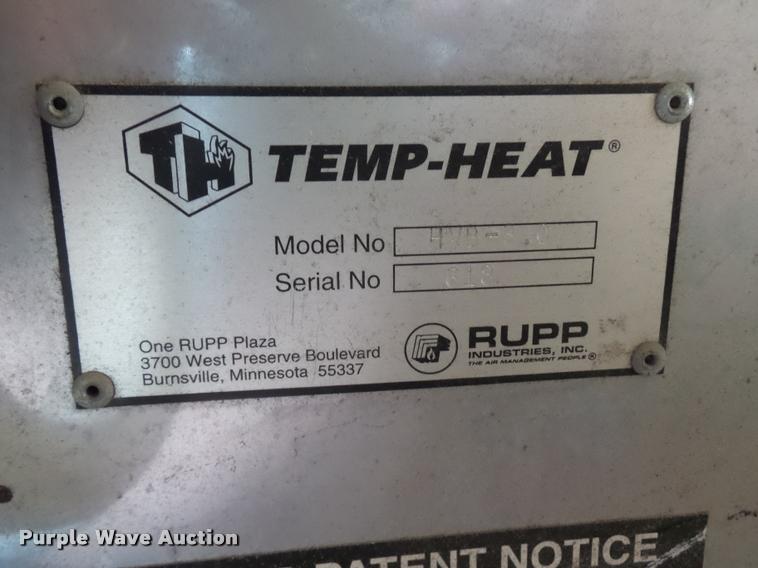 TH TEMP-HEAT®
Model No
Serial No 818
One RUPP Plaza
3700 West Preserve Boulevard
Burnsville, Minnesota 55337
RUPP
INDUSTRIES, INC.
THE AIR MANAGEMENT PEOPLE®
PATENT NOTICE
Purple Wave Auction